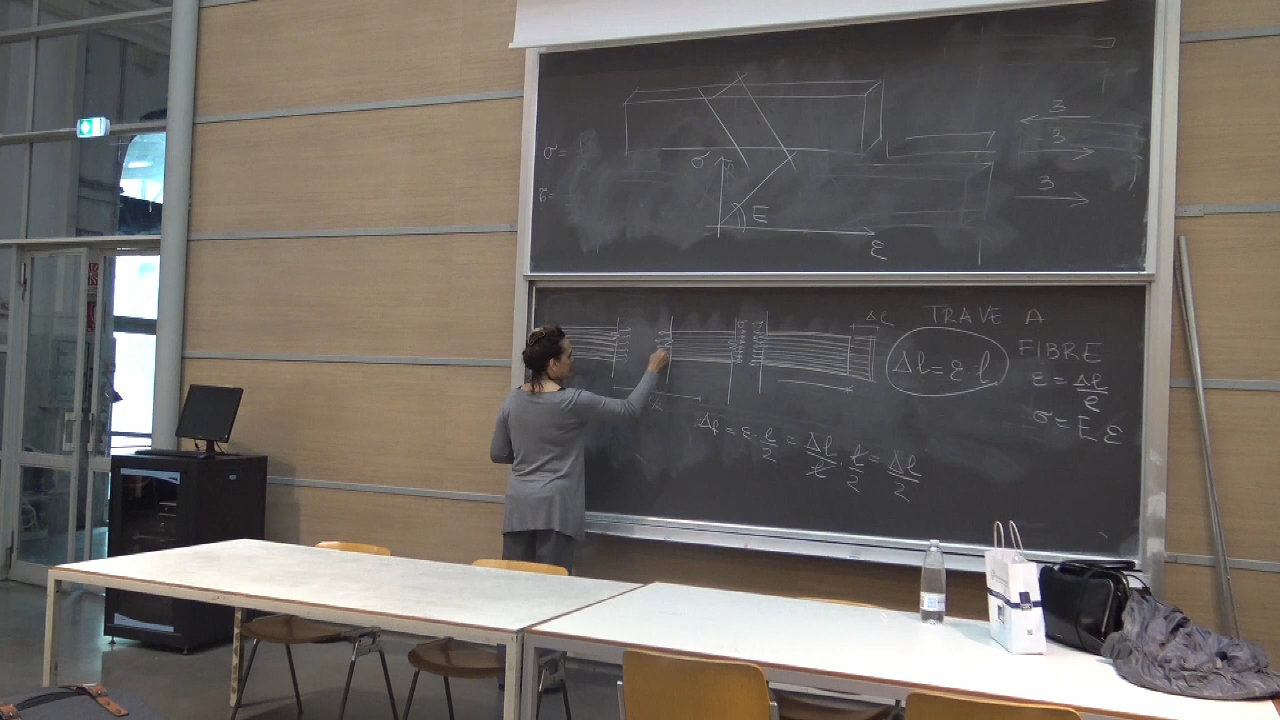 σ =
τ =
σ
E
ε
3
3
3
Δl
TRAVE A
FIBRE
Δl = ε · l
ε = Δl/l
σ = E ε
Δl = ε · l/2 = Δl/l · l/2 = Δl/2